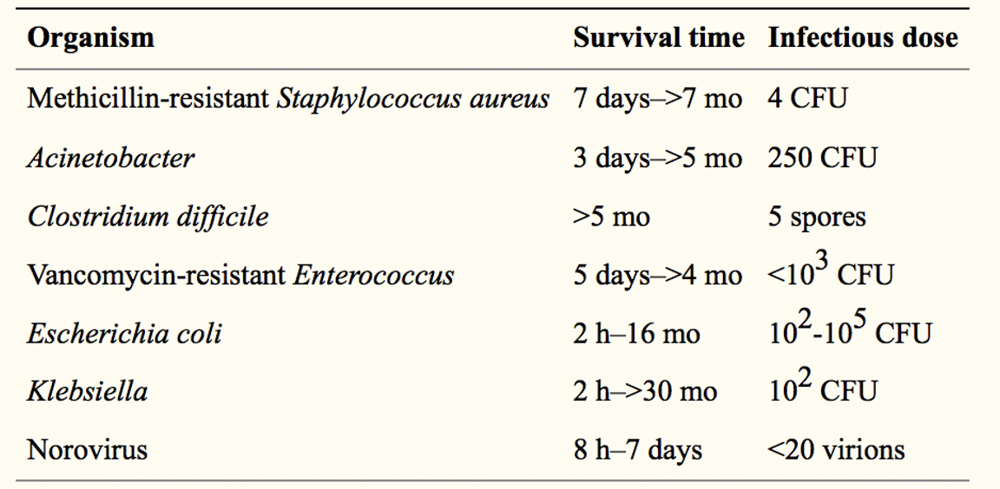 Organism Survival time Infectious dose
Methicillin-resistant Staphylococcus aureus 7 days–>7 mo 4 CFU
Acinetobacter 3 days–>5 mo 250 CFU
Clostridium difficile >5 mo 5 spores
Vancomycin-resistant Enterococcus 5 days–>4 mo <10³ CFU
Escherichia coli 2 h–16 mo 10²-10⁵ CFU
Klebsiella 2 h–>30 mo 10² CFU
Norovirus 8 h–7 days <20 virions